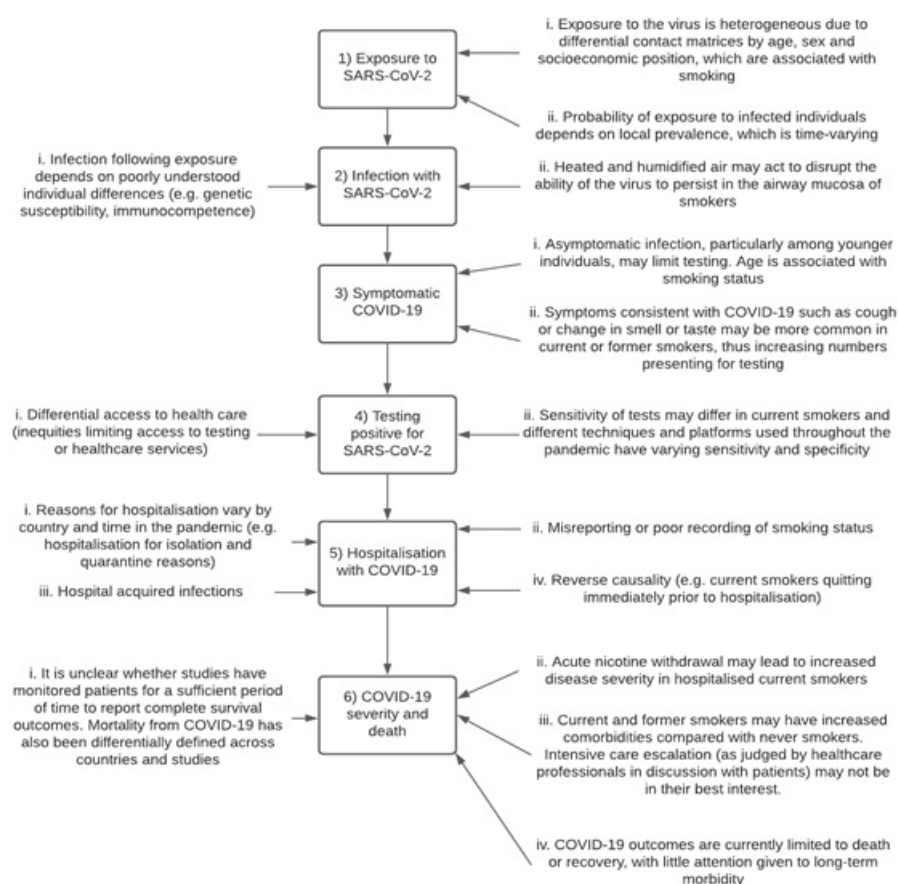 1) Exposure to
SARS-CoV-2
i. Exposure to the virus is heterogeneous due to
differential contact matrices by age, sex and
socioeconomic position, which are associated with
smoking
ii. Probability of exposure to infected individuals
depends on local prevalence, which is time-varying
i. Infection following exposure
depends on poorly understood
individual differences (e.g. genetic
susceptibility, immunocompetence)
2) Infection with
SARS-CoV-2
ii. Heated and humidified air may act to disrupt the
ability of the virus to persist in the airway mucosa of
smokers
3) Symptomatic
COVID-19
i. Asymptomatic infection, particularly among younger
individuals, may limit testing. Age is associated with
smoking status
ii. Symptoms consistent with COVID-19 such as cough
or change in smell or taste may be more common in
current or former smokers, thus increasing numbers
presenting for testing
i. Differential access to health care
(inequities limiting access to testing
or healthcare services)
4) Testing
positive for
SARS-CoV-2
ii. Sensitivity of tests may differ in current smokers and
different techniques and platforms used throughout the
pandemic have varying sensitivity and specificity
i. Reasons for hospitalisation vary by
country and time in the pandemic (e.g.
hospitalisation for isolation and
quarantine reasons)
iii. Hospital acquired infections
5) Hospitalisation
with COVID-19
ii. Misreporting or poor recording of smoking status
iv. Reverse causality (e.g. current smokers quitting
immediately prior to hospitalisation)
i. It is unclear whether studies have
monitored patients for a sufficient period
of time to report complete survival
outcomes. Mortality from COVID-19 has
also been differentially defined across
countries and studies
6) COVID-19
severity and
death
ii. Acute nicotine withdrawal may lead to increased
disease severity in hospitalised current smokers
iii. Current and former smokers may have increased
comorbidities compared with never smokers.
Intensive care escalation (as judged by healthcare
professionals in discussion with patients) may not be
in their best interest.
iv. COVID-19 outcomes are currently limited to death
or recovery, with little attention given to long-term
morbidity